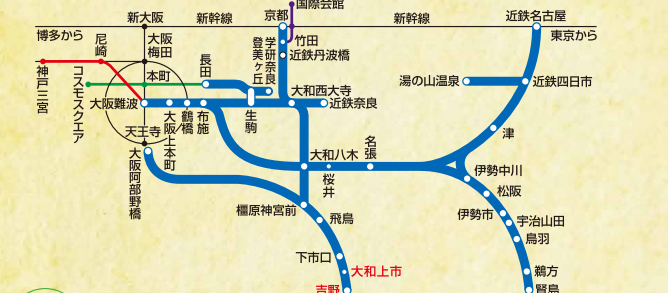 国際会館
新大阪
新幹線
京都
新幹線
近鉄名古屋
博多から
東京から
尼崎
大阪梅田
竹田
登美ヶ丘
学研奈良
近鉄丹波橋
神戸三宮
コスモスクエア
本町
長田
湯の山温泉
近鉄四日市
大和西大寺
大阪難波
近鉄奈良
生駒
天王寺
大阪上本町
鶴橋
布施
津
名張
大和八木
桜井
大阪阿部野橋
伊勢中川
松阪
橿原神宮前
飛鳥
伊勢市
宇治山田
鳥羽
下市口
大和上市
鵜方
吉野
賢島